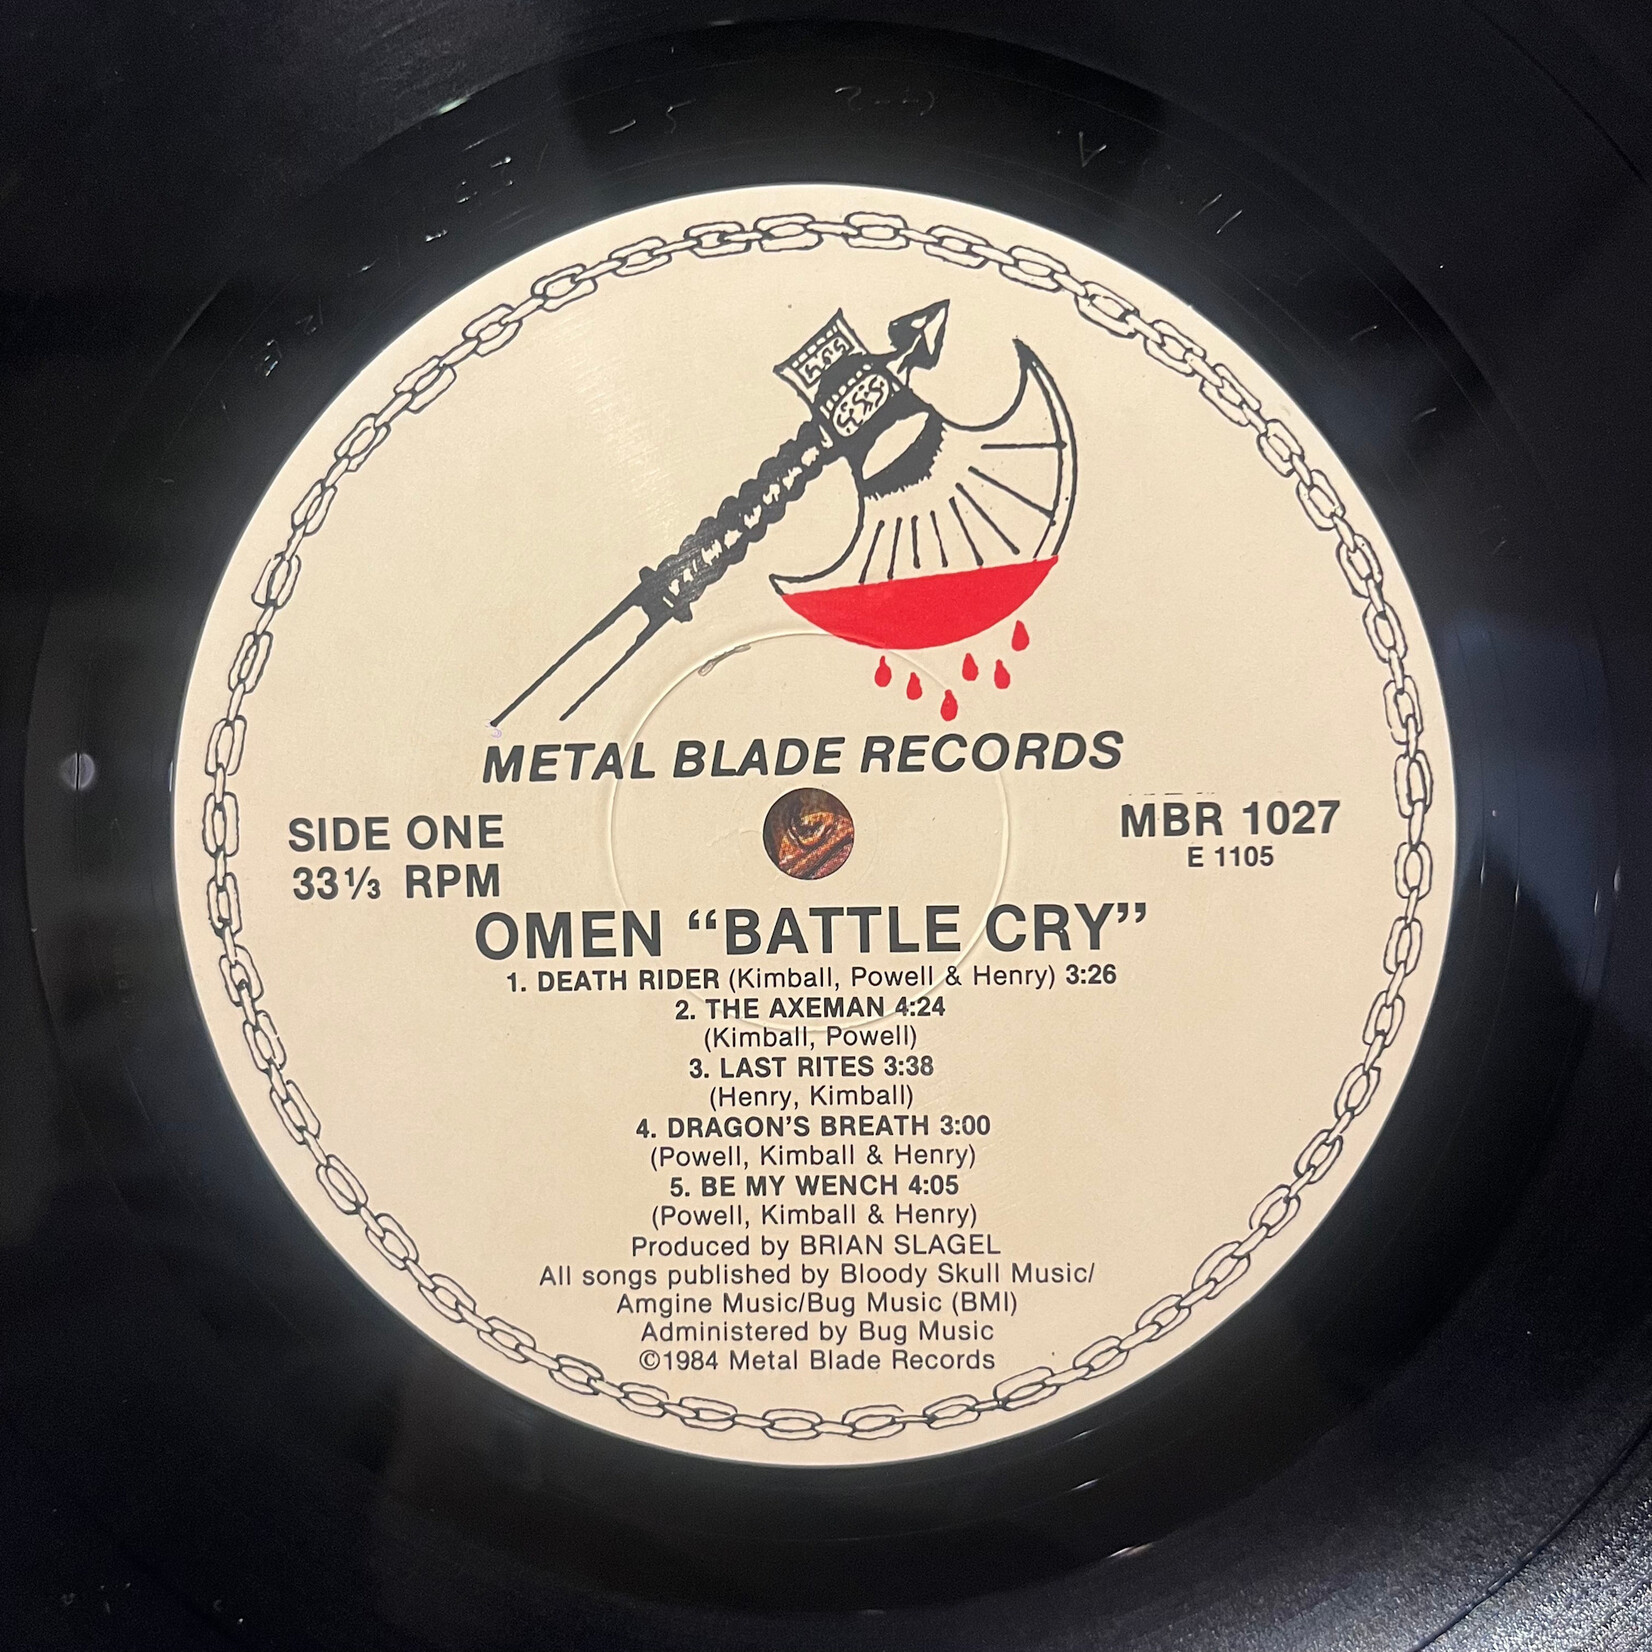 METAL BLADE RECORDS
SIDE ONE
33⅓ RPM
MBR 1027
E 1105
OMEN “BATTLE CRY”
1. DEATH RIDER (Kimball, Powell & Henry) 3:26
2. THE AXEMAN 4:24
(Kimball, Powell)
3. LAST RITES 3:38
(Henry, Kimball)
4. DRAGON’S BREATH 3:00
(Powell, Kimball & Henry)
5. BE MY WENCH 4:05
(Powell, Kimball & Henry)
Produced by BRIAN SLAGEL
All songs published by Bloody Skull Music/
Amgine Music/Bug Music (BMI)
Administered by Bug Music
©1984 Metal Blade Records